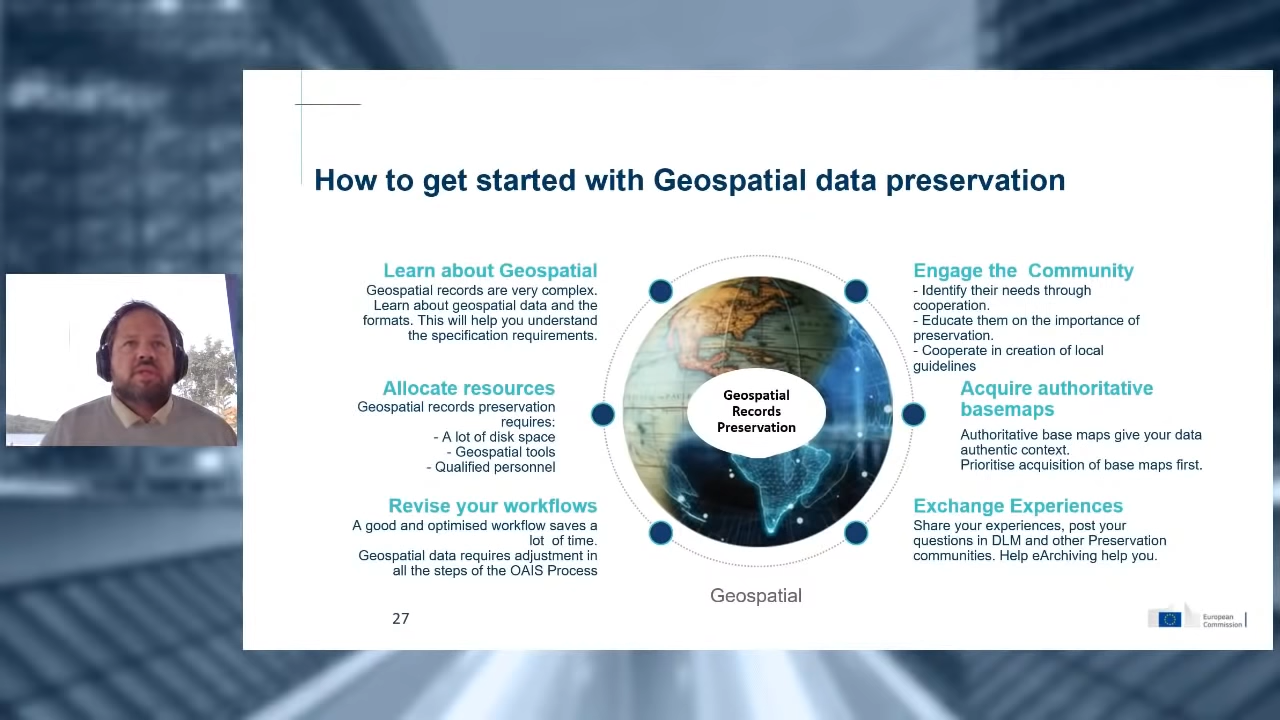 How to get started with Geospatial data preservation
Learn about Geospatial
Geospatial records are very complex.
Learn about geospatial data and the
formats. This will help you understand
the specification requirements.
Allocate resources
Geospatial records preservation
requires:
- A lot of disk space
- Geospatial tools
- Qualified personnel
Revise your workflows
A good and optimised workflow saves a
lot of time.
Geospatial data requires adjustment in
all the steps of the OAIS Process
Geospatial
Records
Preservation
Engage the Community
- Identify their needs through
cooperation.
- Educate them on the importance of
preservation.
- Cooperate in creation of local
guidelines
Acquire authoritative
basemaps
Authoritative base maps give your data
authentic context.
Prioritise acquisition of base maps first.
Exchange Experiences
Share your experiences, post your
questions in DLM and other Preservation
communities. Help eArchiving help you.
Geospatial
27
European
Commission